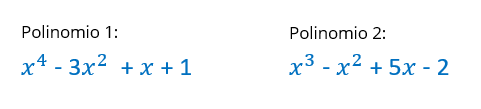 Polinomio 1: Polinomio 2:
x⁴ - 3x² + x + 1 x³ - x² + 5x - 2